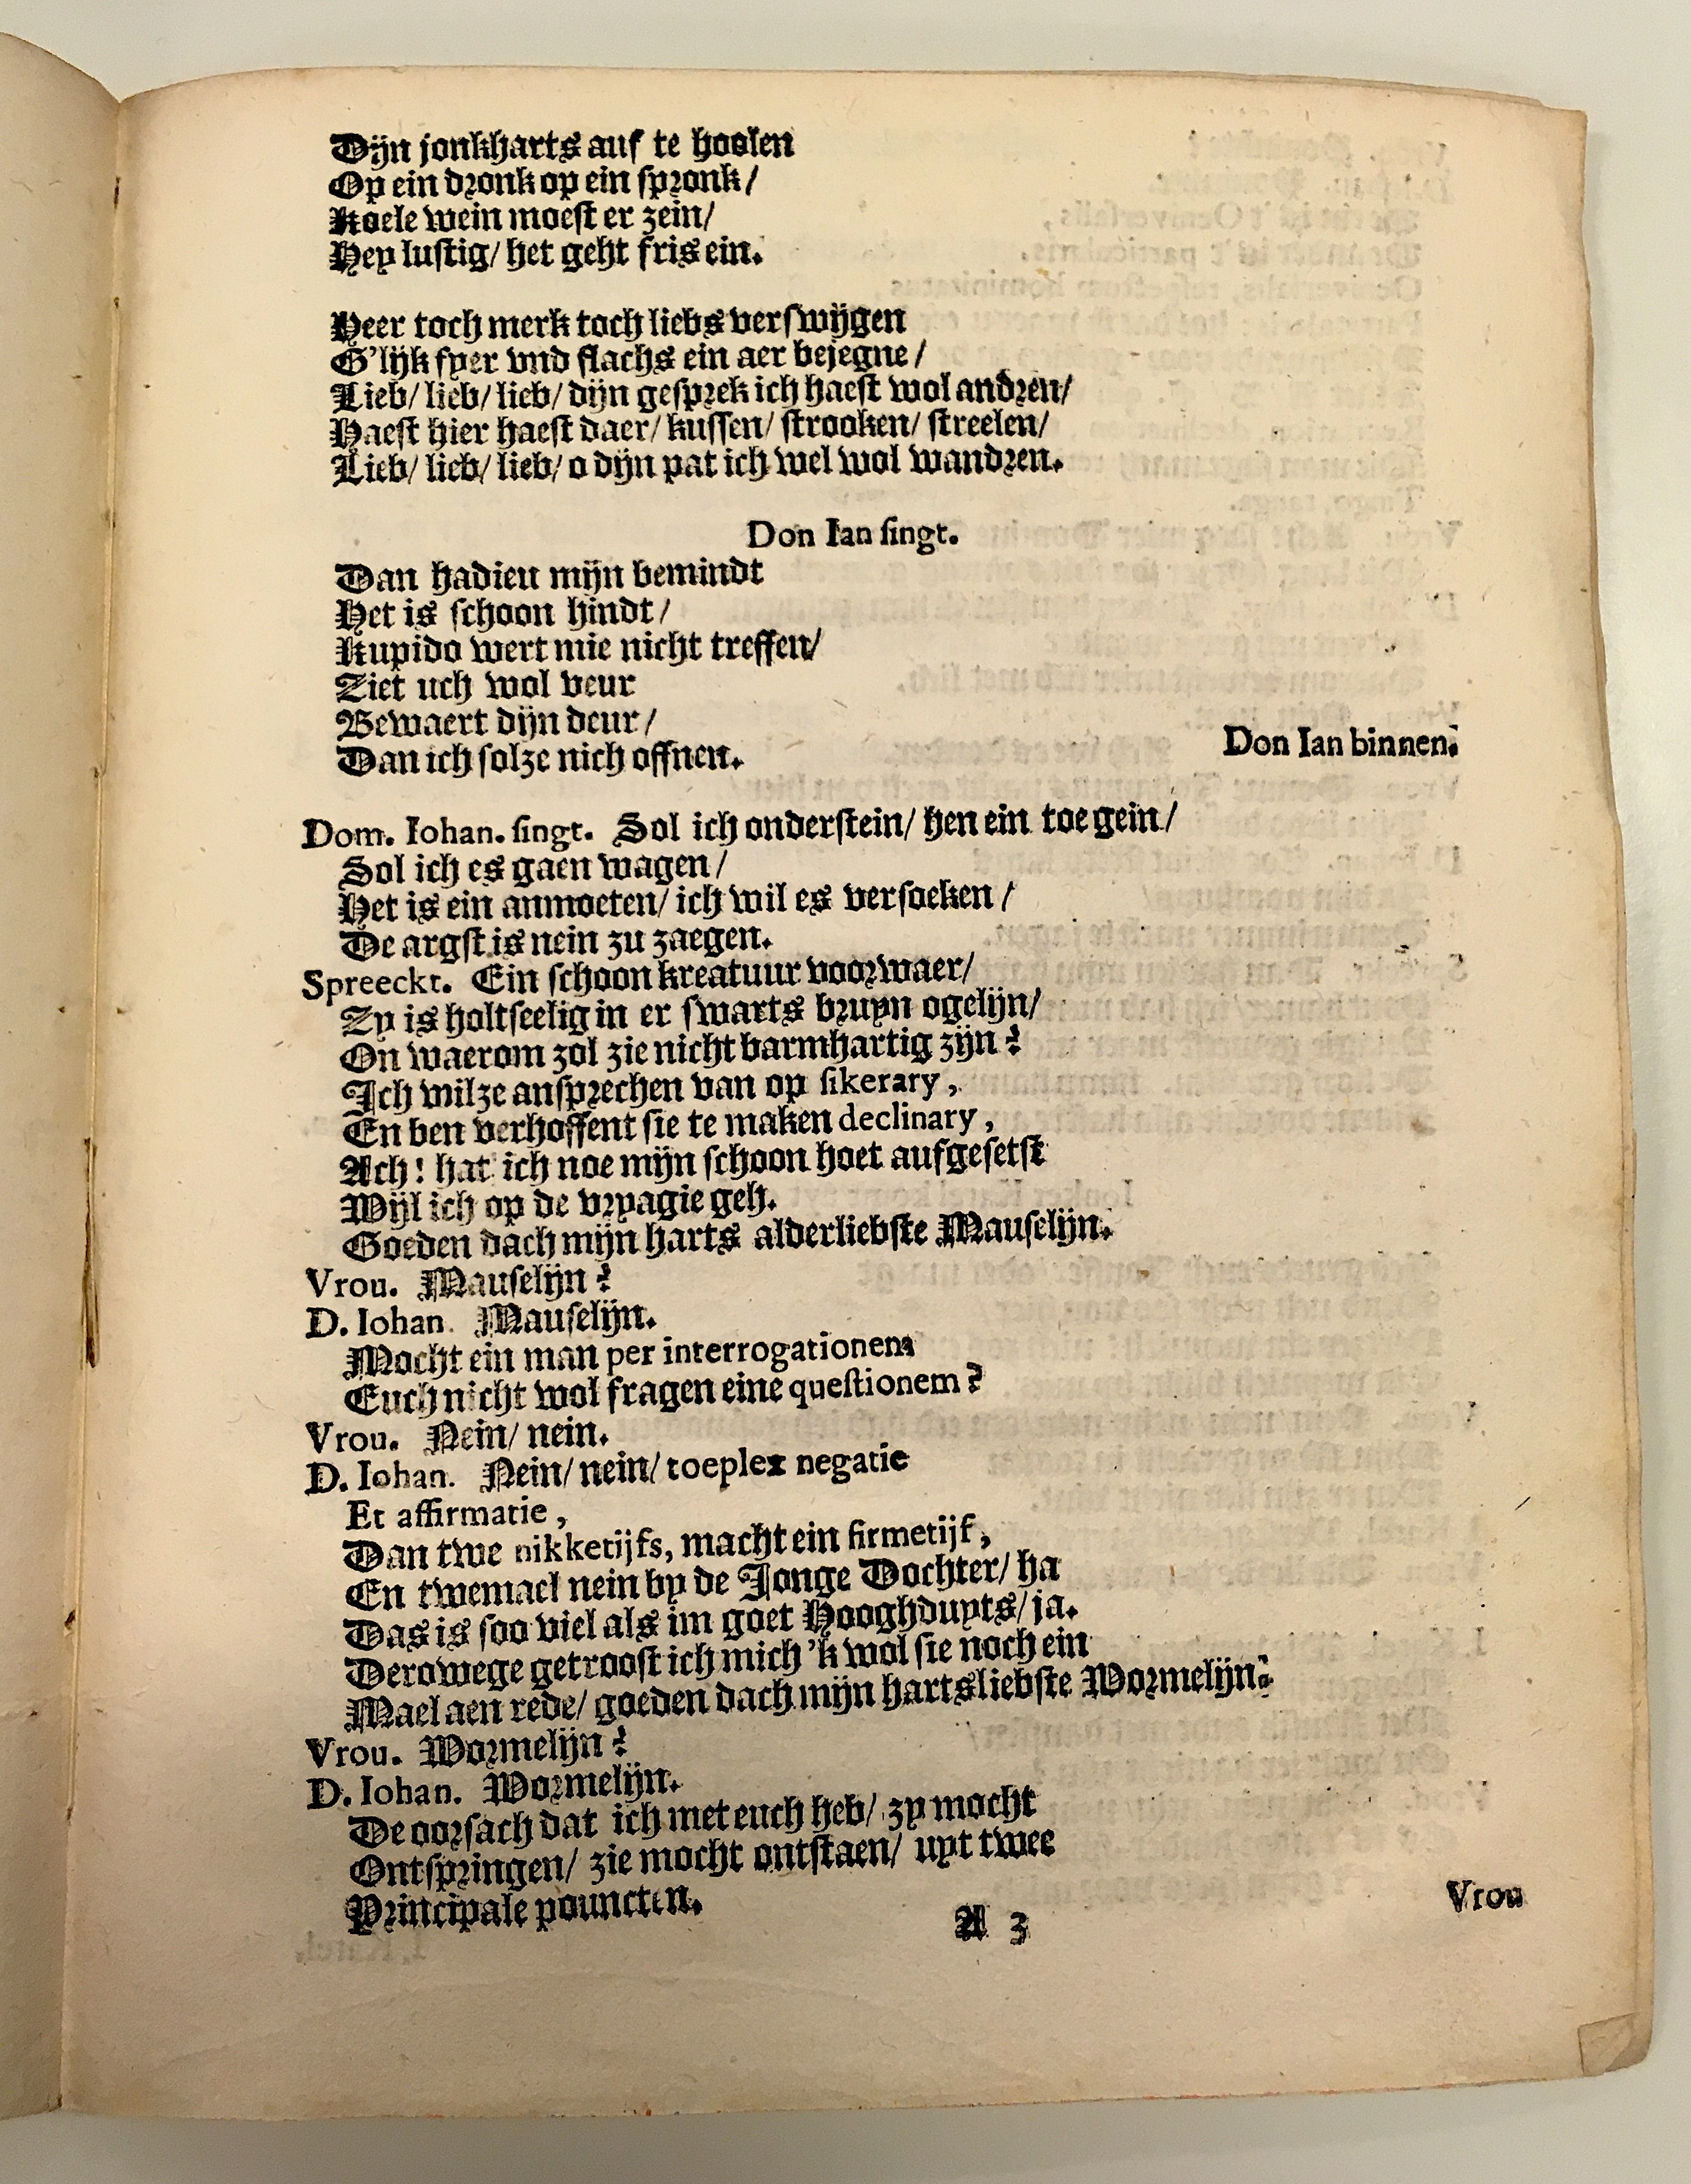 Dijn jonkharts auf te hoolen
Op ein dronk op ein spronk/
Koele wein moest er zein/
Hey lustig/ het geht fris ein.
Heer toch merk toch liebs verswijgen
G'lijk fyer vnd flachs ein aer bejegne/
Lieb/ lieb/ lieb/ dijn gesprek ich haest wol andren/
Haest hier haest daer/ kussen/ strooken/ streelen/
Lieb/ lieb/ lieb/ o dijn pat ich wel wol wandren.
Don Ian singt.
Dan hadieu mijn bemindt
Het is schoon hindt/
Kupido wert mie nicht treffen/
Ziet uch wol veur
Bewaert dijn deur/
Dan ich solze nich offnen.
Don Ian binnen.
Dom. Iohan. singt. Sol ich onderstein/ hen ein toe gein/
Sol ich es gaen wagen/
Het is ein anmoeten/ ich wil es versoeken/
De argst is nein zu zaegen.
Spreeckt. Ein schoon kreatuur voorwaer/
Zy is holtseelig in er swarts bruyn ogelijn/
On waerom zol zie nicht barmhartig zijn?
Ich wilze ansprechen van op sikerary,
En ben verhoffent sie te maken declinary,
Ach! hat ich noe mijn schoon hoet aufgesetst
Wijl ich op de vryagie geh.
Goeden dach mijn harts alderliebste Mauselijn.
Vrou. Mauselijn?
D. Iohan. Mauselijn.
Mocht ein man per interrogationem
Euch nicht wol fragen eine questionem?
Vrou. Nein/ nein.
D. Iohan. Nein/ nein/ toeplex negatie
Et affirmatie,
Dan twe nikketijfs, macht ein firmetijf,
En twemael nein by de Jonge Dochter/ ha
Das is soo viel als im goet Hooghduyts/ ja.
Derowege getroost ich mich 'k wol sie noch ein
Mael aen rede/ goeden dach mijn hartsliebste Wormelijn.
Vrou. Wormelijn?
D. Iohan. Wormelijn.
De oorsach dat ich met euch heb/ zy mocht
Ontspringen/ zie mocht ontstaen/ uyt twee
Principale pouncten.
A 3
Vrou